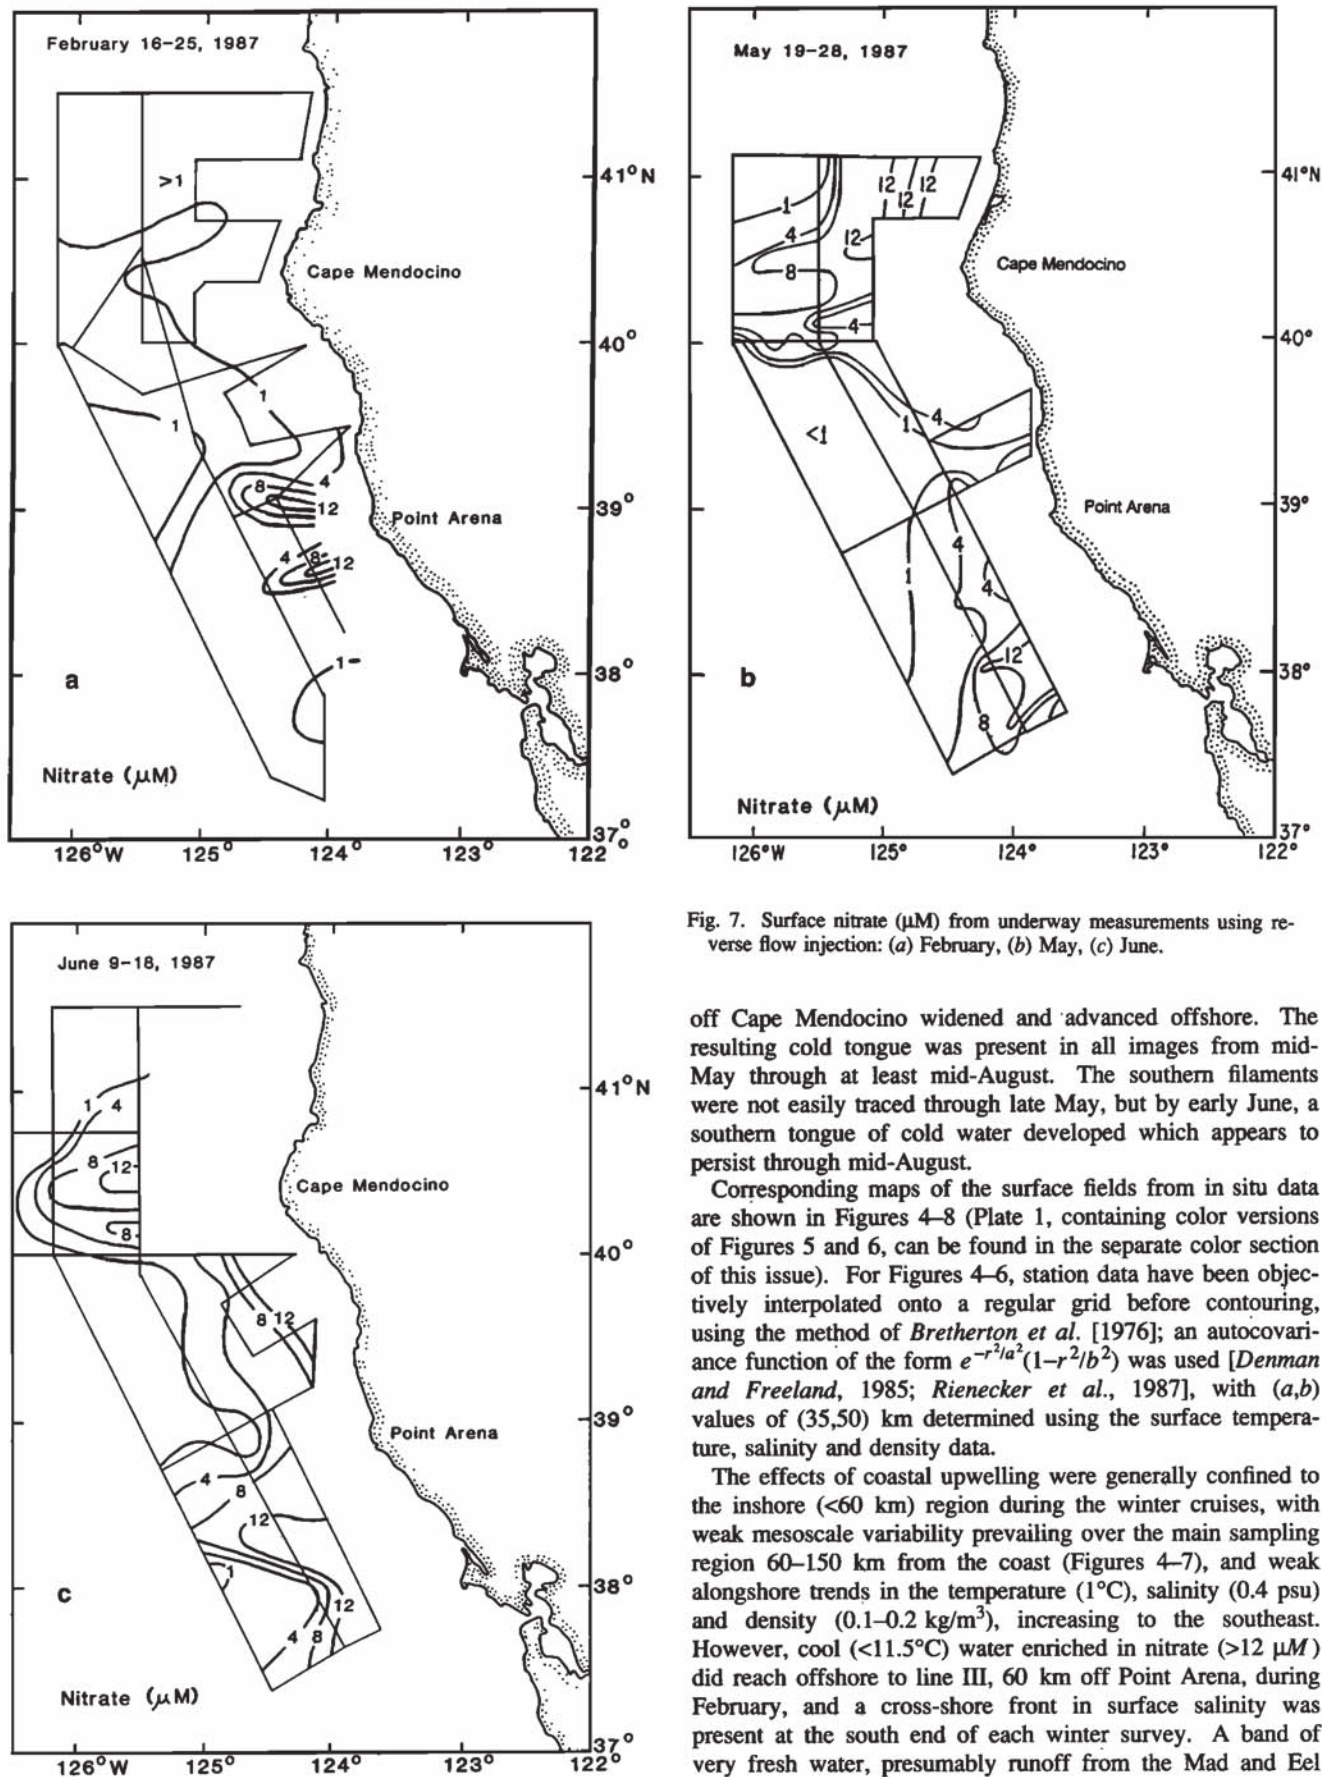 February 16-25, 1987
>1
41°N
Cape Mendocino
40°
1
1
39°
8
4
12
Point Arena
4
8
12
1
38°
a
Nitrate (μM)
37°
126°W
125°
124°
123°
122°
May 19-28, 1987
41°N
12
12
12
1
4
12
8
Cape Mendocino
4
40°
4
1
<1
39°
Point Arena
4
1
4
12
38°
b
8
Nitrate (μM)
37°
126°W
125°
124°
123°
122°
June 9-18, 1987
41°N
1
4
8
12
Cape Mendocino
8
40°
8
12
39°
Point Arena
4
8
12
1
38°
c
12
4
8
Nitrate (μM)
37°
126°W
125°
124°
123°
122°
Fig. 7. Surface nitrate (μM) from underway measurements using re-
verse flow injection: (a) February, (b) May, (c) June.
off Cape Mendocino widened and advanced offshore. The
resulting cold tongue was present in all images from mid-
May through at least mid-August. The southern filaments
were not easily traced through late May, but by early June, a
southern tongue of cold water developed which appears to
persist through mid-August.
Corresponding maps of the surface fields from in situ data
are shown in Figures 4–8 (Plate 1, containing color versions
of Figures 5 and 6, can be found in the separate color section
of this issue). For Figures 4–6, station data have been objec-
tively interpolated onto a regular grid before contouring,
using the method of Bretherton et al. [1976]; an autocovari-
ance function of the form e^{-r²/a²}(1–r²/b²) was used [Denman
and Freeland, 1985; Rienecker et al., 1987], with (a,b)
values of (35,50) km determined using the surface tempera-
ture, salinity and density data.
The effects of coastal upwelling were generally confined to
the inshore (<60 km) region during the winter cruises, with
weak mesoscale variability prevailing over the main sampling
region 60–150 km from the coast (Figures 4–7), and weak
alongshore trends in the temperature (1°C), salinity (0.4 psu)
and density (0.1–0.2 kg/m³), increasing to the southeast.
However, cool (<11.5°C) water enriched in nitrate (>12 μM)
did reach offshore to line III, 60 km off Point Arena, during
February, and a cross-shore front in surface salinity was
present at the south end of each winter survey. A band of
very fresh water, presumably runoff from the Mad and Eel